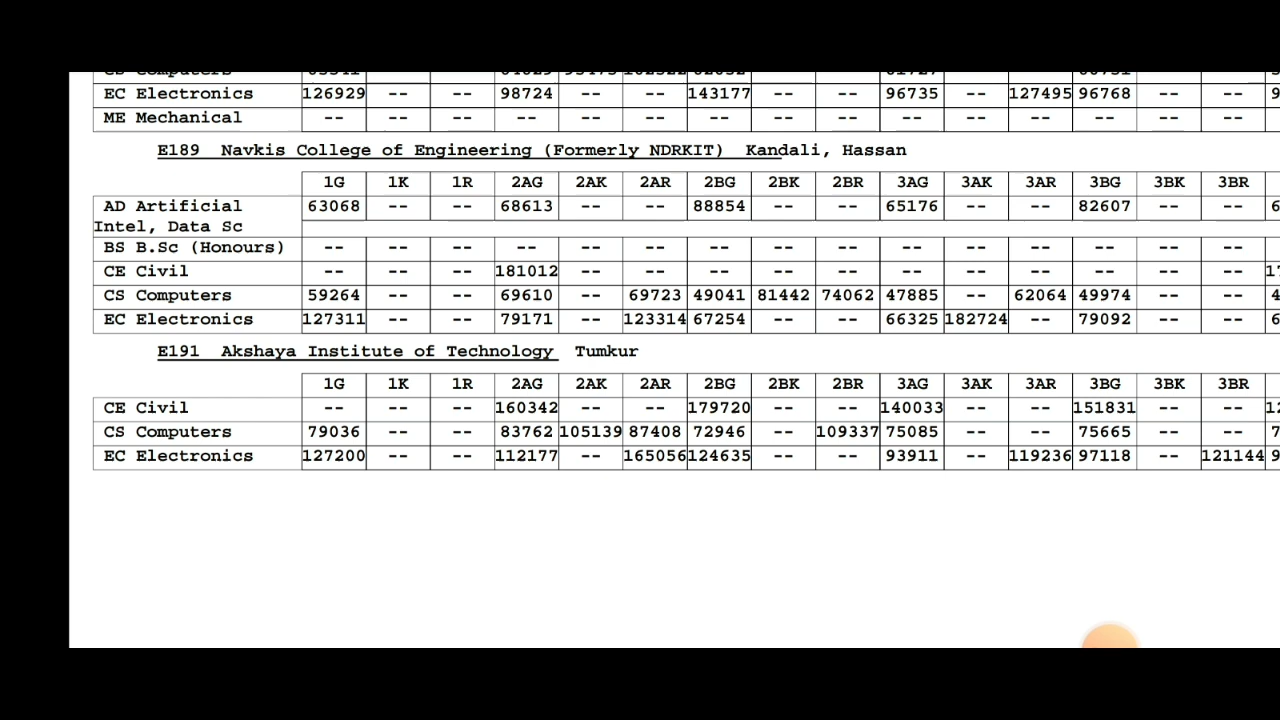 EC Electronics 126929 -- -- 98724 -- -- 143177 -- -- 96735 -- 127495 96768 -- --
ME Mechanical -- -- -- -- -- -- -- -- -- -- -- -- -- -- --
E189 Navkis College of Engineering (Formerly NDRKIT) Kandali, Hassan
1G 1K 1R 2AG 2AK 2AR 2BG 2BK 2BR 3AG 3AK 3AR 3BG 3BK 3BR
AD Artificial 63068 -- -- 68613 -- -- 88854 -- -- 65176 -- -- 82607 -- --
Intel, Data Sc
BS B.Sc (Honours) -- -- -- -- -- -- -- -- -- -- -- -- -- -- --
CE Civil -- -- -- 181012 -- -- -- -- -- -- -- -- -- -- --
CS Computers 59264 -- -- 69610 -- 69723 49041 81442 74062 47885 -- 62064 49974 -- --
EC Electronics 127311 -- -- 79171 -- 123314 67254 -- -- 66325 182724 -- 79092 -- --
E191 Akshaya Institute of Technology Tumkur
1G 1K 1R 2AG 2AK 2AR 2BG 2BK 2BR 3AG 3AK 3AR 3BG 3BK 3BR
CE Civil -- -- -- 160342 -- -- 179720 -- -- 140033 -- -- 151831 -- --
CS Computers 79036 -- -- 83762 105139 87408 72946 -- 109337 75085 -- -- 75665 -- --
EC Electronics 127200 -- -- 112177 -- 165056 124635 -- -- 93911 -- 119236 97118 -- 121144